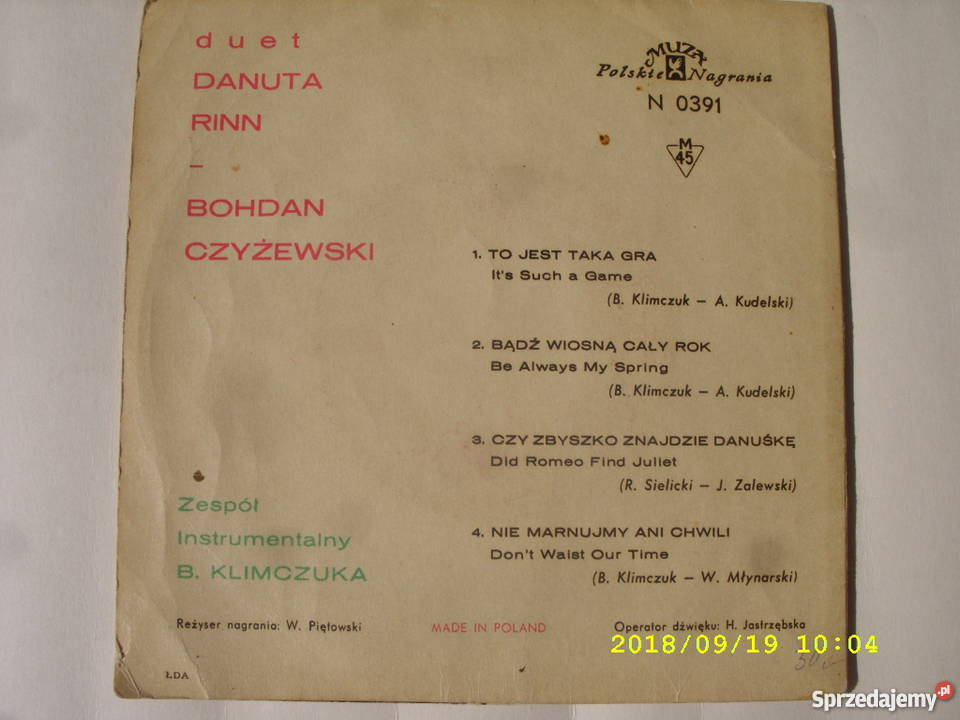 duet
DANUTA
RINN
–
BOHDAN
CZYŻEWSKI
MUZA
Polskie Nagrania
N 0391
M
45
1. TO JEST TAKA GRA
It's Such a Game
(B. Klimczuk – A. Kudelski)
2. BĄDŹ WIOSNĄ CAŁY ROK
Be Always My Spring
(B. Klimczuk – A. Kudelski)
3. CZY ZBYSZKO ZNAJDZIE DANUŚKĘ
Did Romeo Find Juliet
(R. Sielicki – J. Zalewski)
4. NIE MARNUJMY ANI CHWILI
Don't Waist Our Time
(B. Klimczuk – W. Młynarski)
Zespół
Instrumentalny
B. KLIMCZUKA
Reżyser nagrania: W. Piętowski
MADE IN POLAND
Operator dźwięku: H. Jastrzębska
2018/09/19 10:04
ŁDA
Sprzedajemy.pl